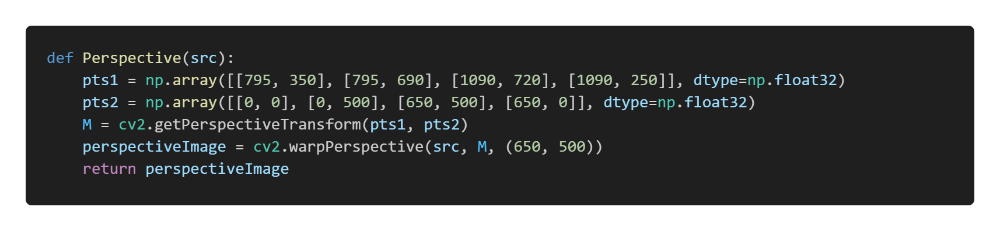 def Perspective(src):
    pts1 = np.array([[795, 350], [795, 690], [1090, 720], [1090, 250]], dtype=np.float32)
    pts2 = np.array([[0, 0], [0, 500], [650, 500], [650, 0]], dtype=np.float32)
    M = cv2.getPerspectiveTransform(pts1, pts2)
    perspectiveImage = cv2.warpPerspective(src, M, (650, 500))
    return perspectiveImage